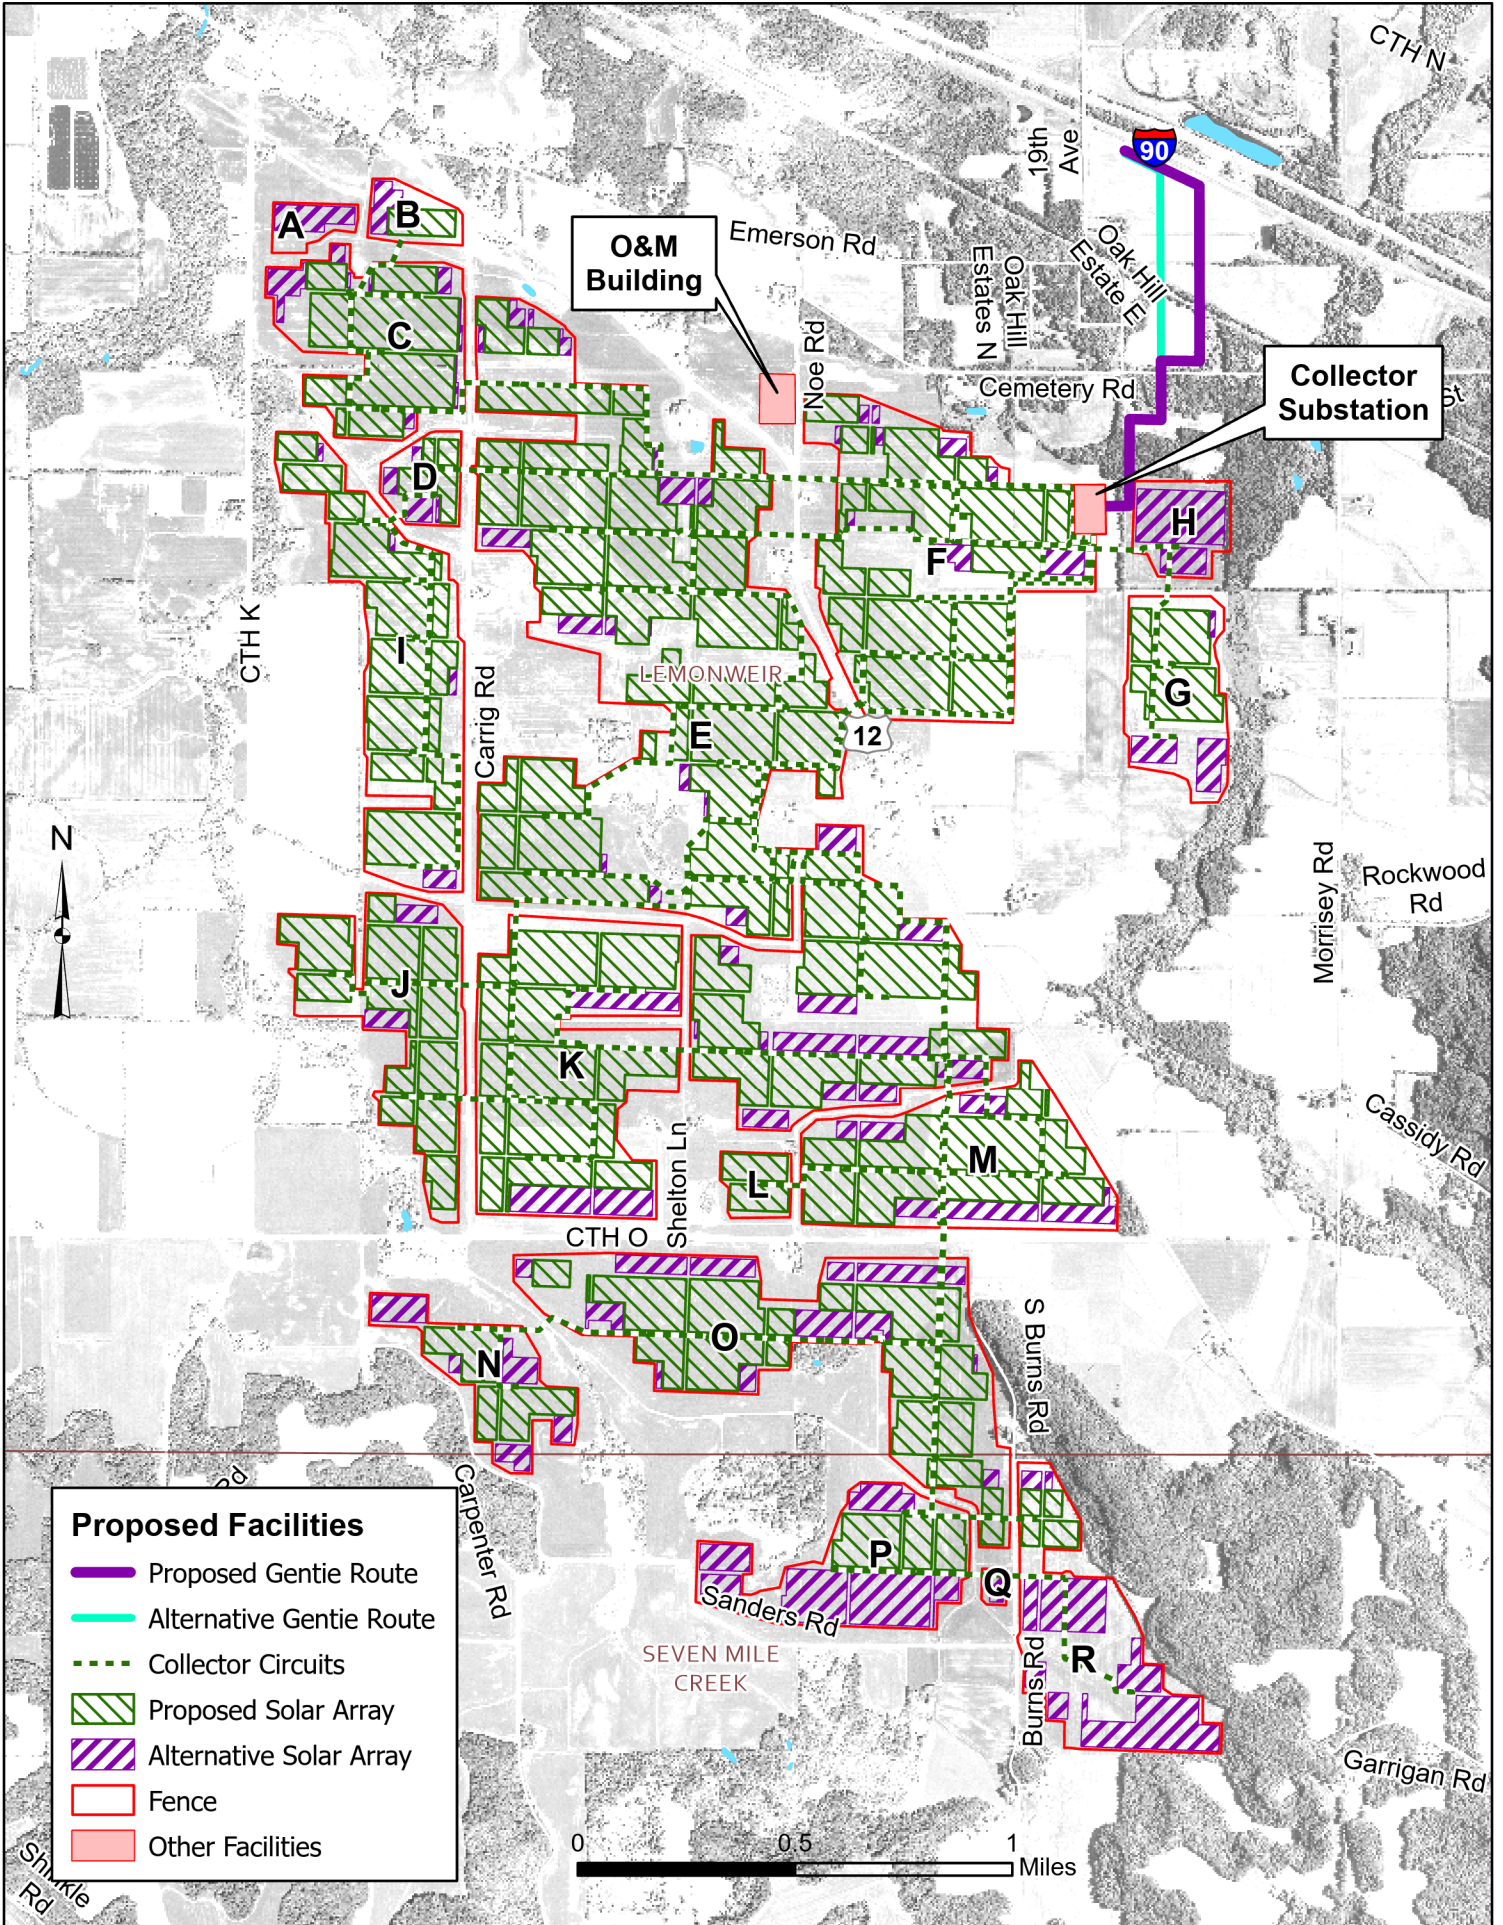 CTH N
90
19th
Ave
A
B
O&M
Building
Emerson Rd
Oak Hill
Estates N
Oak Hill
Estate E
C
Noe Rd
Cemetery Rd
Collector
Substation
St
D
H
F
CTH K
I
LEMONWEIR
G
Carrig Rd
E
12
N
Morrisey Rd
Rockwood
Rd
J
K
Cassidy Rd
Shelton Ln
M
L
CTH O
S Burns Rd
O
N
Carpenter Rd
Rd
P
Q
Sanders Rd
SEVEN MILE
CREEK
Burns Rd
R
Garrigan Rd
Proposed Facilities
Proposed Gentie Route
Alternative Gentie Route
Collector Circuits
Proposed Solar Array
Alternative Solar Array
Fence
Other Facilities
0 0.5 1
Miles
Rd